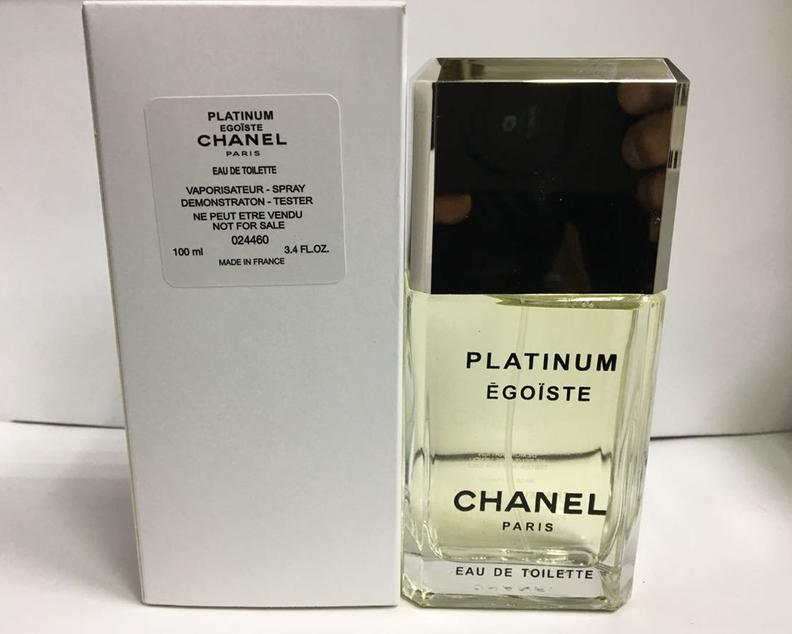 PLATINUM
EGOÏSTE
CHANEL
PARIS
EAU DE TOILETTE
VAPORISATEUR - SPRAY
DEMONSTRATON - TESTER
NE PEUT ETRE VENDU
NOT FOR SALE
024460
100 ml 3.4 FL.OZ.
MADE IN FRANCE
PLATINUM
ÉGOÏSTE
CHANEL
PARIS
EAU DE TOILETTE